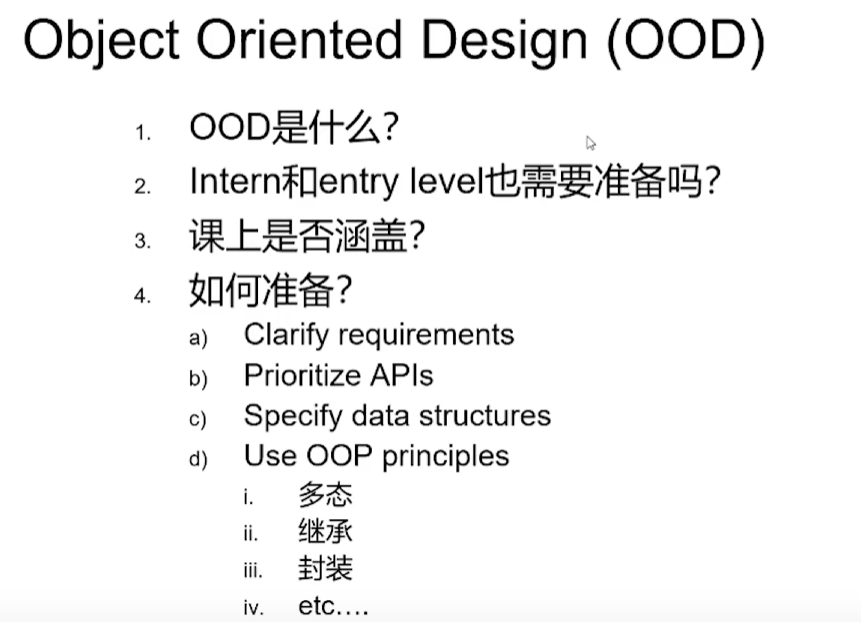 Object Oriented Design (OOD)
1. OOD是什么?
2. Intern和entry level也需要准备吗?
3. 课上是否涵盖?
4. 如何准备?
a) Clarify requirements
b) Prioritize APIs
c) Specify data structures
d) Use OOP principles
i. 多态
ii. 继承
iii. 封装
iv. etc....